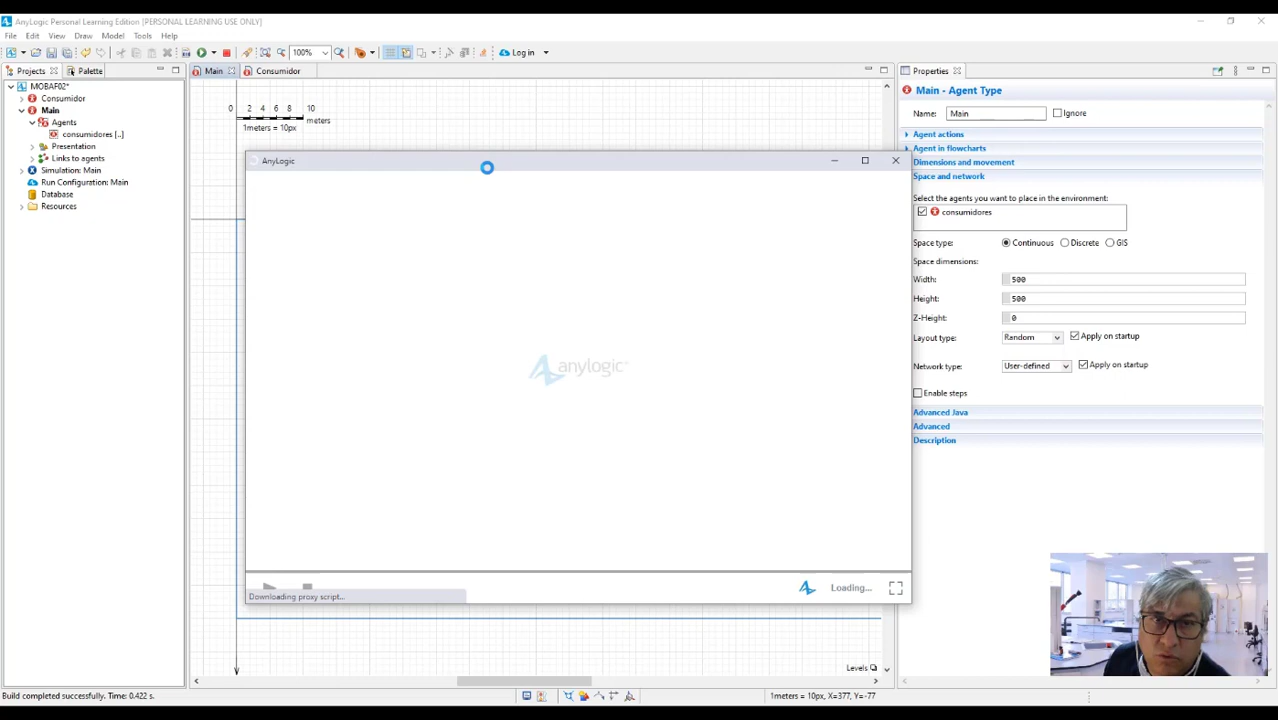 AnyLogic Personal Learning Edition [PERSONAL LEARNING USE ONLY]
File Edit View Draw Model Tools Help
100% Log in
Projects Palette
MOBAF02*
Consumidor
Main
Agents
consumidores [..]
Presentation
Links to agents
Simulation: Main
Run Configuration: Main
Database
Resources
Main Consumidor
0 2 4 6 8 10
meters
1meters = 10px
AnyLogic
anylogic
Downloading proxy script...
Loading...
Levels
Properties
Main - Agent Type
Name: Main Ignore
Agent actions
Agent in flowcharts
Dimensions and movement
Space and network
Select the agents you want to place in the environment:
consumidores
Space type: Continuous Discrete GIS
Space dimensions:
Width: 500
Height: 500
Z-Height: 0
Layout type: Random Apply on startup
Network type: User-defined Apply on startup
Enable steps
Advanced Java
Advanced
Description
Build completed successfully. Time: 0.422 s.
1meters = 10px, X=377, Y=-77